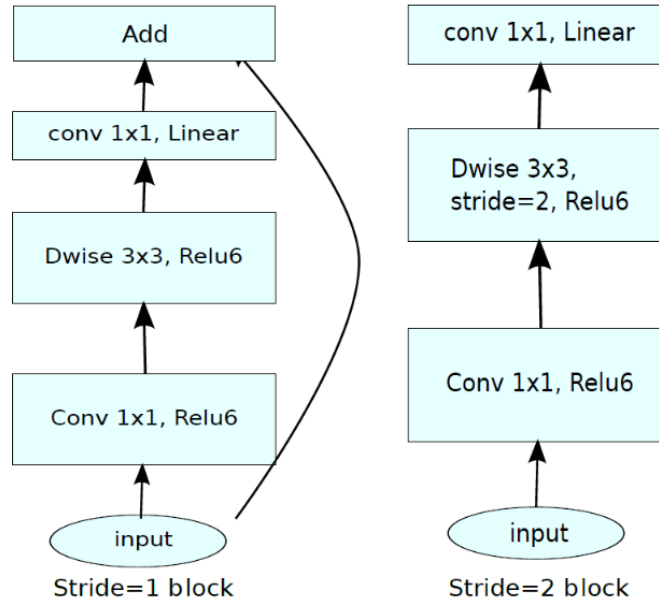 Add
conv 1x1, Linear
Dwise 3x3, Relu6
Conv 1x1, Relu6
input
Stride=1 block
conv 1x1, Linear
Dwise 3x3,
stride=2, Relu6
Conv 1x1, Relu6
input
Stride=2 block